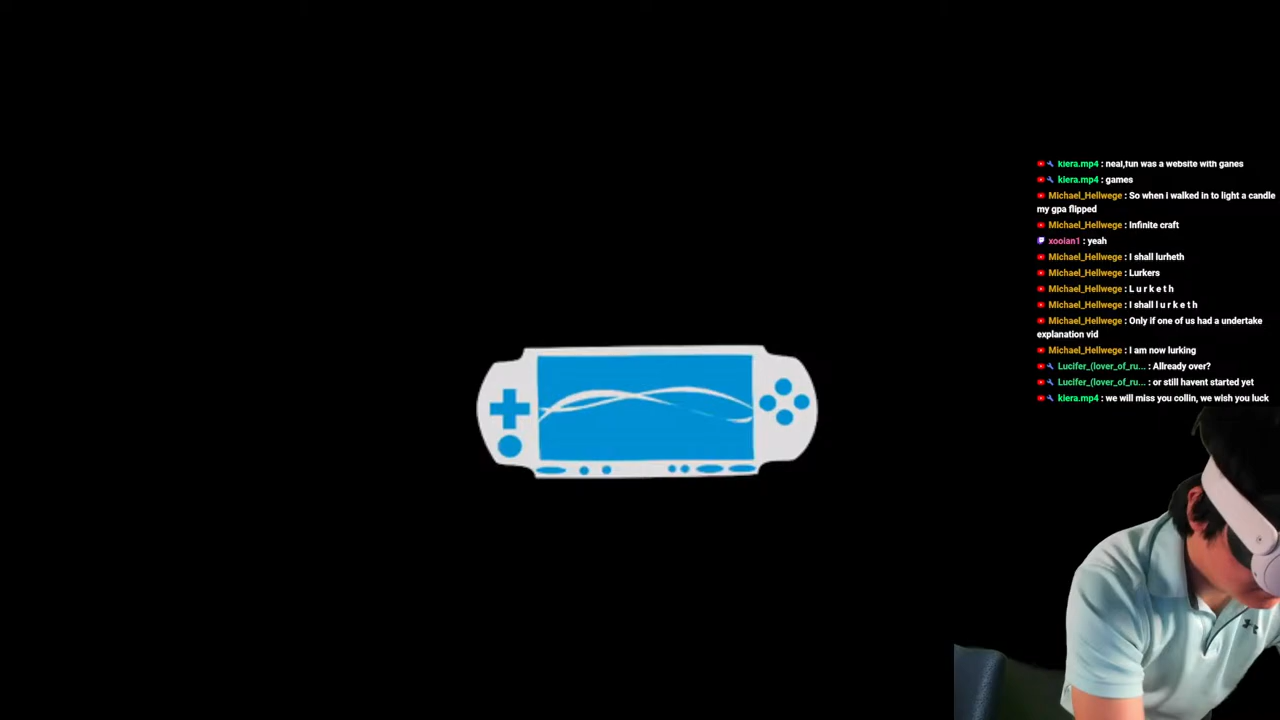 kiera.mp4 : neal,fun was a website with ganes
kiera.mp4 : games
Michael_Hellwege : So when I walked in to light a candle
my gpa flipped
Michael_Hellwege : Infinite craft
xooian1 : yeah
Michael_Hellwege : I shall lurheth
Michael_Hellwege : Lurkers
Michael_Hellwege : L u r k e t h
Michael_Hellwege : I shall l u r k e t h
Michael_Hellwege : Only if one of us had a undertake
explanation vid
Michael_Hellwege : I am now lurking
Lucifer_(lover_of_ru... : Allready over?
Lucifer_(lover_of_ru... : or still havent started yet
kiera.mp4 : we will miss you collin, we wish you luck